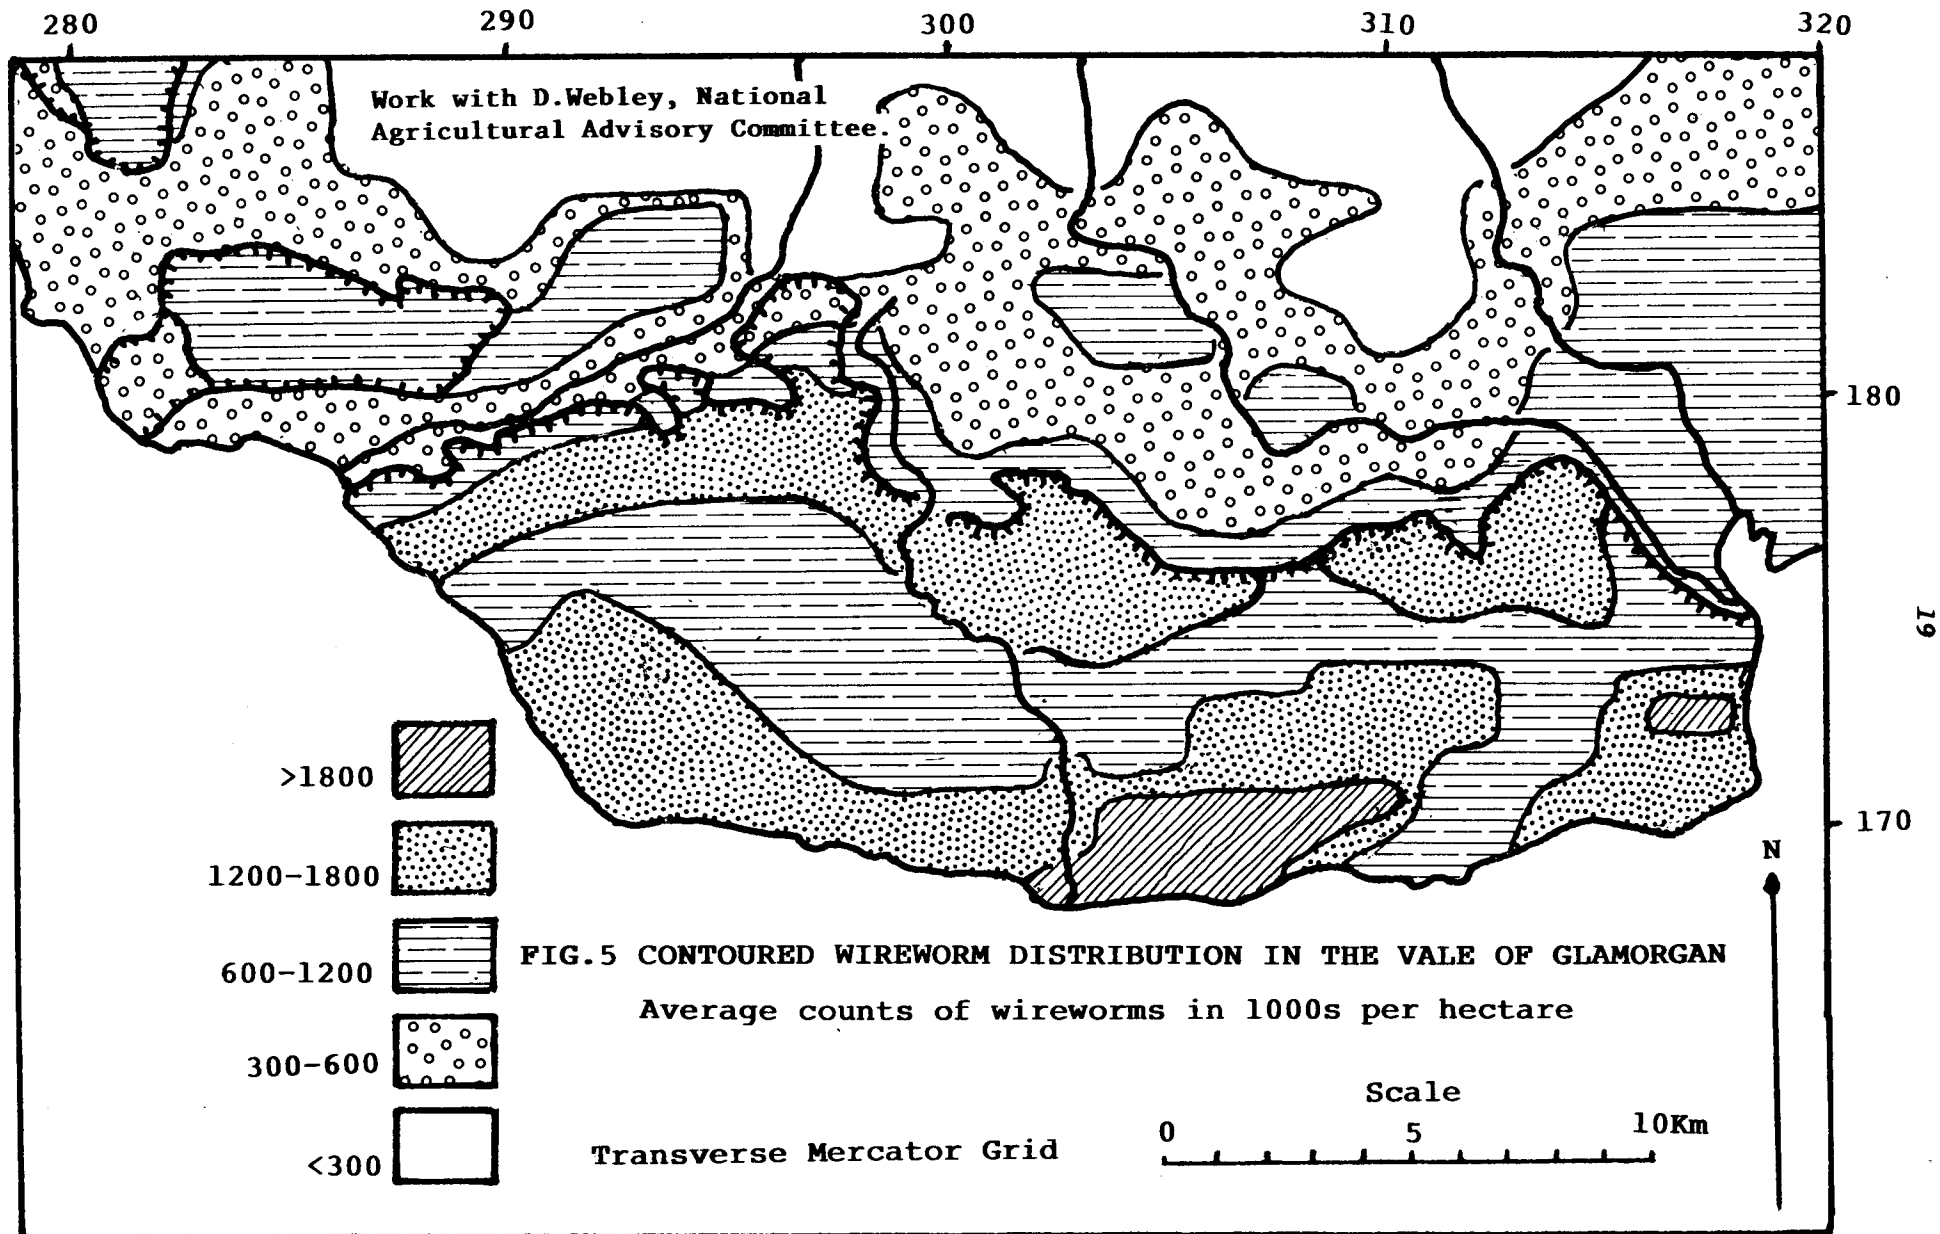 280 290 300 310 320
Work with D.Webley, National
Agricultural Advisory Committee.
180
19
170
N
>1800
1200-1800
600-1200
300-600
<300
FIG.5 CONTOURED WIREWORM DISTRIBUTION IN THE VALE OF GLAMORGAN
Average counts of wireworms in 1000s per hectare
Scale
0 5 10Km
Transverse Mercator Grid